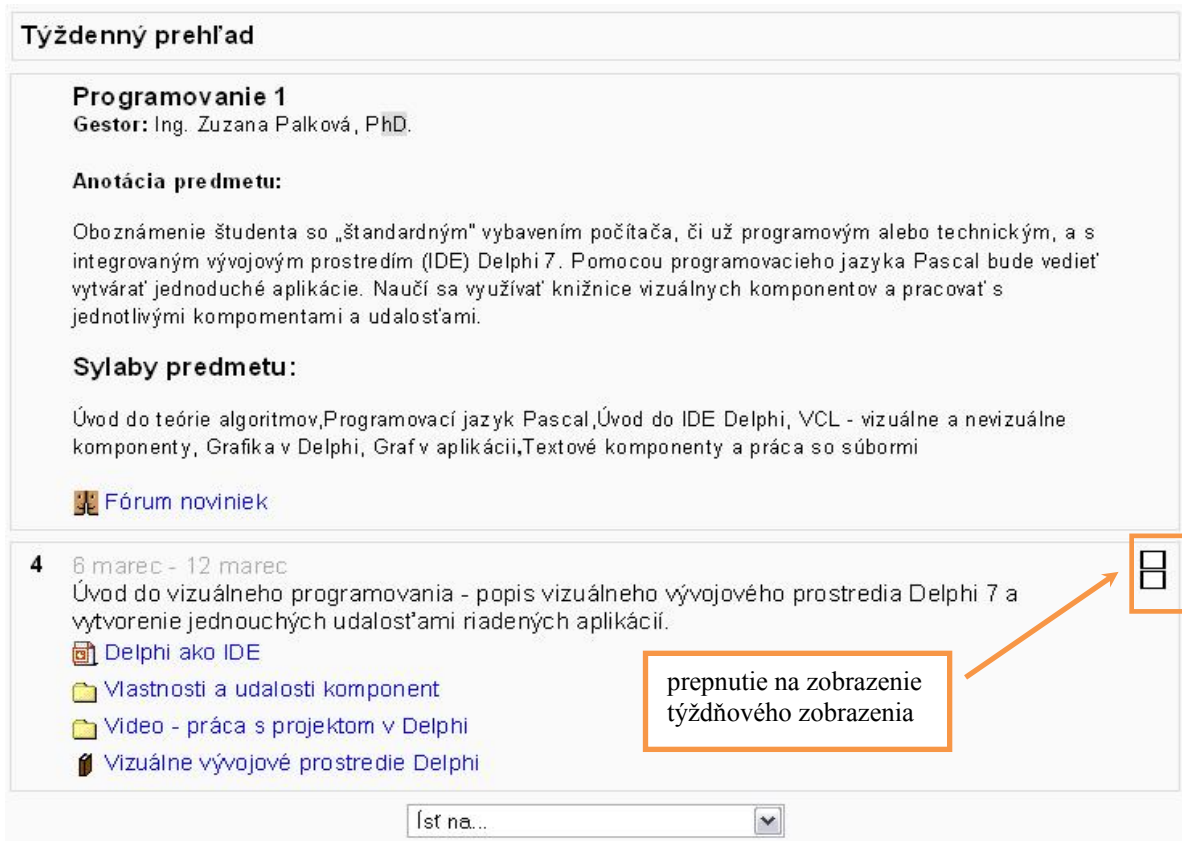 Týždenný prehľad
Programovanie 1
Gestor: Ing. Zuzana Palková, PhD.
Anotácia predmetu:
Oboznámenie študenta so „štandardným" vybavením počítača, či už programovým alebo technickým, a s
integrovaným vývojovým prostredím (IDE) Delphi 7. Pomocou programovacieho jazyka Pascal bude vedieť
vytvárať jednoduché aplikácie. Naučí sa využívať knižnice vizuálnych komponentov a pracovať s
jednotlivými kompomentami a udalosťami.
Sylaby predmetu:
Úvod do teórie algoritmov,Programovací jazyk Pascal,Úvod do IDE Delphi, VCL - vizuálne a nevizuálne
komponenty, Grafika v Delphi, Graf v aplikácii,Textové komponenty a práca so súbormi
Fórum noviniek
4 6 marec - 12 marec
Úvod do vizuálneho programovania - popis vizuálneho vývojového prostredia Delphi 7 a
vytvorenie jednouchých udalosťami riadených aplikácií.
Delphi ako IDE
Vlastnosti a udalosti komponent
Video - práca s projektom v Delphi
Vizuálne vývojové prostredie Delphi
prepnutie na zobrazenie
týždňového zobrazenia
Ísť na...